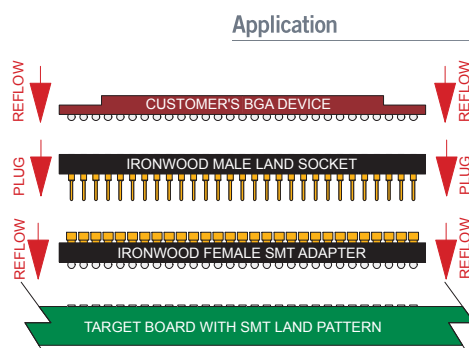 Application
REFLOW
REFLOW
CUSTOMER'S BGA DEVICE
PLUG
PLUG
IRONWOOD MALE LAND SOCKET
REFLOW
REFLOW
IRONWOOD FEMALE SMT ADAPTER
TARGET BOARD WITH SMT LAND PATTERN